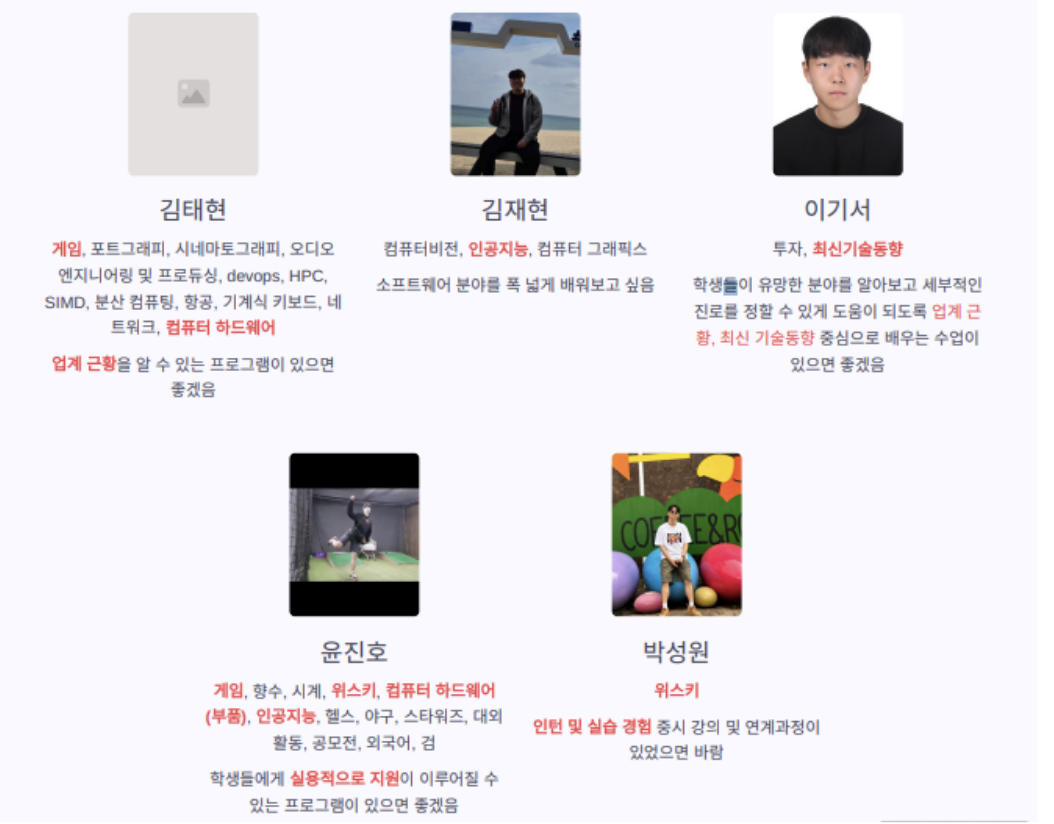 김태현
게임, 포트그래피, 시네마토그래피, 오디오
엔지니어링 및 프로듀싱, devops, HPC,
SIMD, 분산 컴퓨팅, 항공, 기계식 키보드, 네
트워크, 컴퓨터 하드웨어
업계 근황을 알 수 있는 프로그램이 있으면
좋겠음
김재현
컴퓨터비전, 인공지능, 컴퓨터 그래픽스
소프트웨어 분야를 폭 넓게 배워보고 싶음
이기서
투자, 최신기술동향
학생들이 유망한 분야를 알아보고 세부적인
진로를 정할 수 있게 도움이 되도록 업계 근
황, 최신 기술동향 중심으로 배우는 수업이
있으면 좋겠음
COFFEE&R
윤진호
게임, 향수, 시계, 위스키, 컴퓨터 하드웨어
(부품), 인공지능, 헬스, 야구, 스타워즈, 대외
활동, 공모전, 외국어, 검
학생들에게 실용적으로 지원이 이루어질 수
있는 프로그램이 있으면 좋겠음
박성원
위스키
인턴 및 실습 경험 중시 강의 및 연계과정이
있었으면 바람